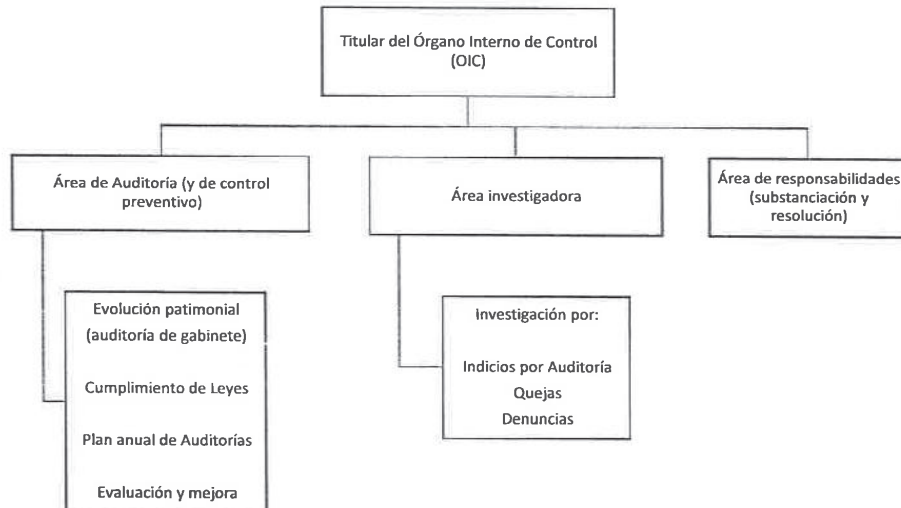 Titular del Órgano Interno de Control
(OIC)
Área de Auditoría (y de control
preventivo)
Área investigadora
Área de responsabilidades
(substanciación y
resolución)
Evolución patimonial
(auditoría de gabinete)
Cumplimiento de Leyes
Plan anual de Auditorías
Evaluación y mejora
Investigación por:
Indicios por Auditoría
Quejas
Denuncias